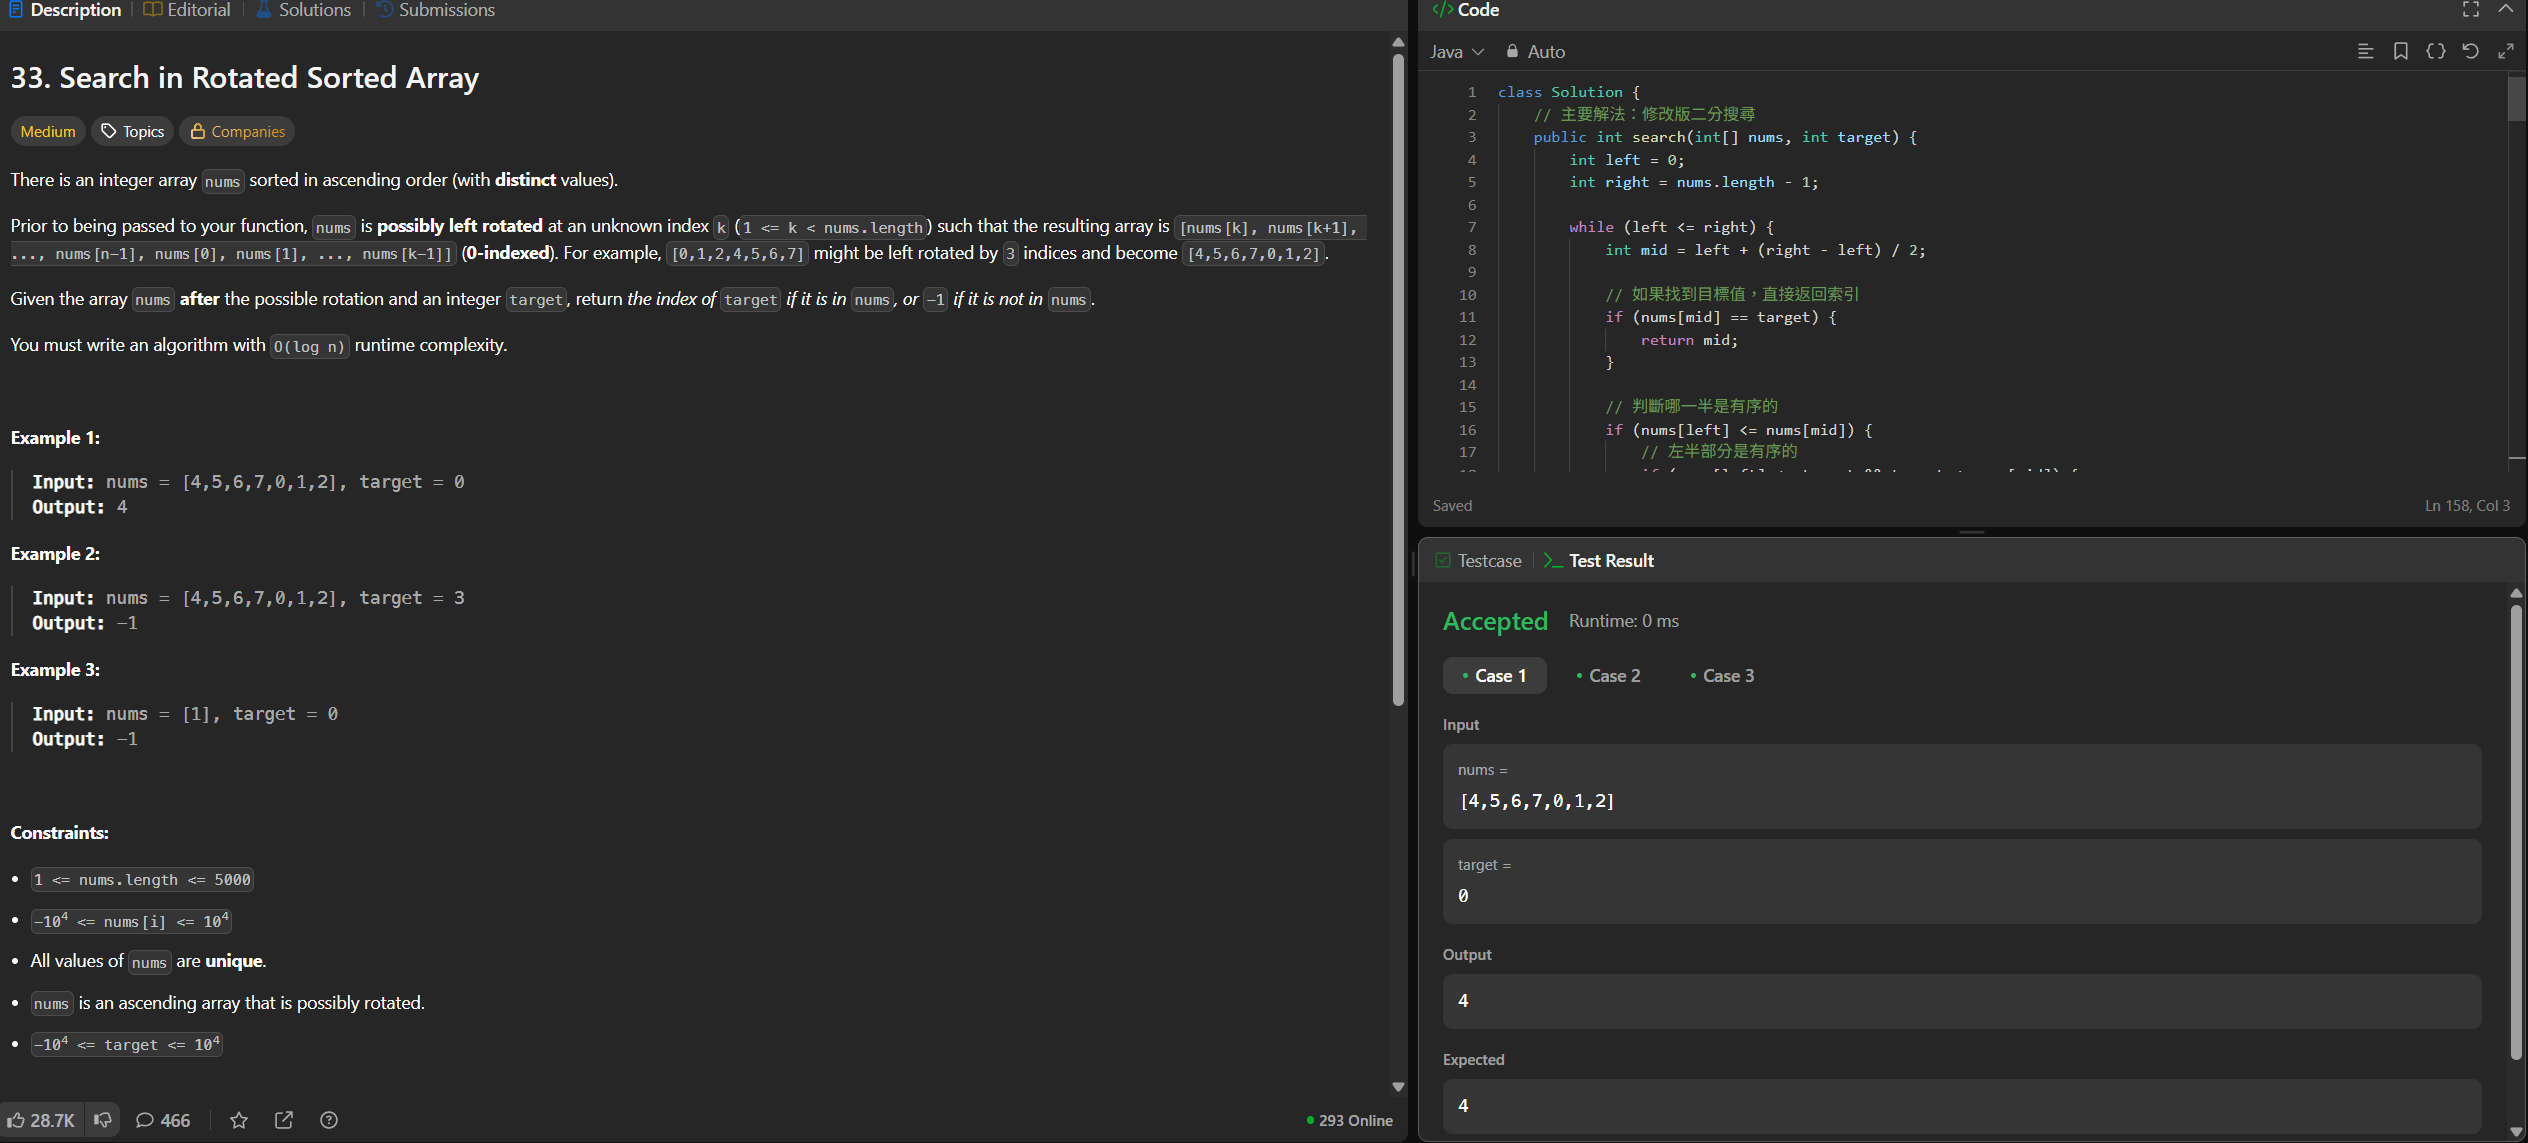 Description | Editorial | Solutions | Submissions
33. Search in Rotated Sorted Array
Medium Topics Companies
There is an integer array nums sorted in ascending order (with distinct values).
Prior to being passed to your function, nums is possibly left rotated at an unknown index k (1 <= k < nums.length) such that the resulting array is [nums[k], nums[k+1],
..., nums[n-1], nums[0], nums[1], ..., nums[k-1]] (0-indexed). For example, [0,1,2,4,5,6,7] might be left rotated by 3 indices and become [4,5,6,7,0,1,2].
Given the array nums after the possible rotation and an integer target, return the index of target if it is in nums, or -1 if it is not in nums.
You must write an algorithm with O(log n) runtime complexity.
Example 1:
Input: nums = [4,5,6,7,0,1,2], target = 0
Output: 4
Example 2:
Input: nums = [4,5,6,7,0,1,2], target = 3
Output: -1
Example 3:
Input: nums = [1], target = 0
Output: -1
Constraints:
• 1 <= nums.length <= 5000
• -10⁴ <= nums[i] <= 10⁴
• All values of nums are unique.
• nums is an ascending array that is possibly rotated.
• -10⁴ <= target <= 10⁴
28.7K 466 293 Online
</> Code
Java Auto
1 class Solution {
2 // 主要解法：修改版二分搜尋
3 public int search(int[] nums, int target) {
4 int left = 0;
5 int right = nums.length - 1;
6
7 while (left <= right) {
8 int mid = left + (right - left) / 2;
9
10 // 如果找到目標值，直接返回索引
11 if (nums[mid] == target) {
12 return mid;
13 }
14
15 // 判斷哪一半是有序的
16 if (nums[left] <= nums[mid]) {
17 // 左半部分是有序的
Saved Ln 158, Col 3
Testcase | >_ Test Result
Accepted Runtime: 0 ms
• Case 1 • Case 2 • Case 3
Input
nums =
[4,5,6,7,0,1,2]
target =
0
Output
4
Expected
4